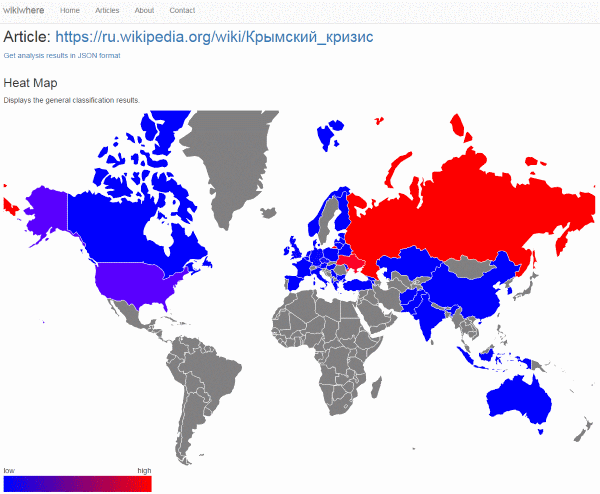 wikiwhere Home Articles About Contact
Article: https://ru.wikipedia.org/wiki/Крымский_кризис
Get analysis results in JSON format
Heat Map
Displays the general classification results.
low high